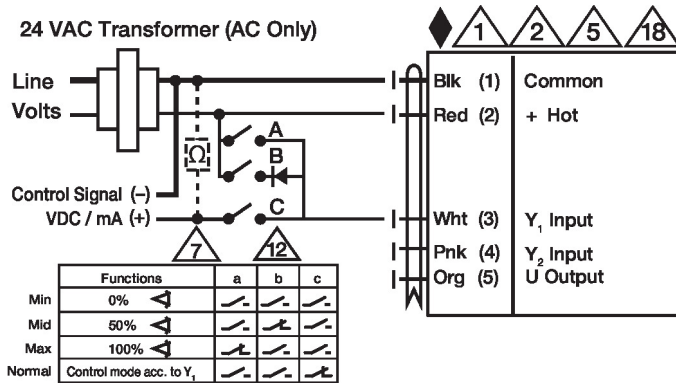 24 VAC Transformer (AC Only)
1 2 5 18
Line
Volts
Blk (1) Common
Red (2) + Hot
A
B
C
Ω
Control Signal (–)
VDC / mA (+)
Wht (3) Y₁ Input
Pnk (4) Y₂ Input
Org (5) U Output
7 12
Functions a b c
Min 0%
Mid 50%
Max 100%
Normal Control mode acc. to Y₁